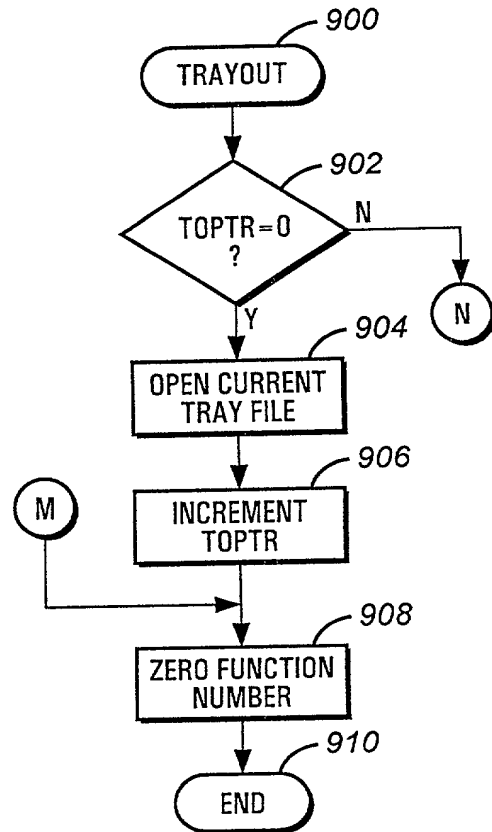 900
TRAYOUT
902
TOPTR=0
?
N
N
Y
904
OPEN CURRENT
TRAY FILE
906
M
INCREMENT
TOPTR
908
ZERO FUNCTION
NUMBER
910
END